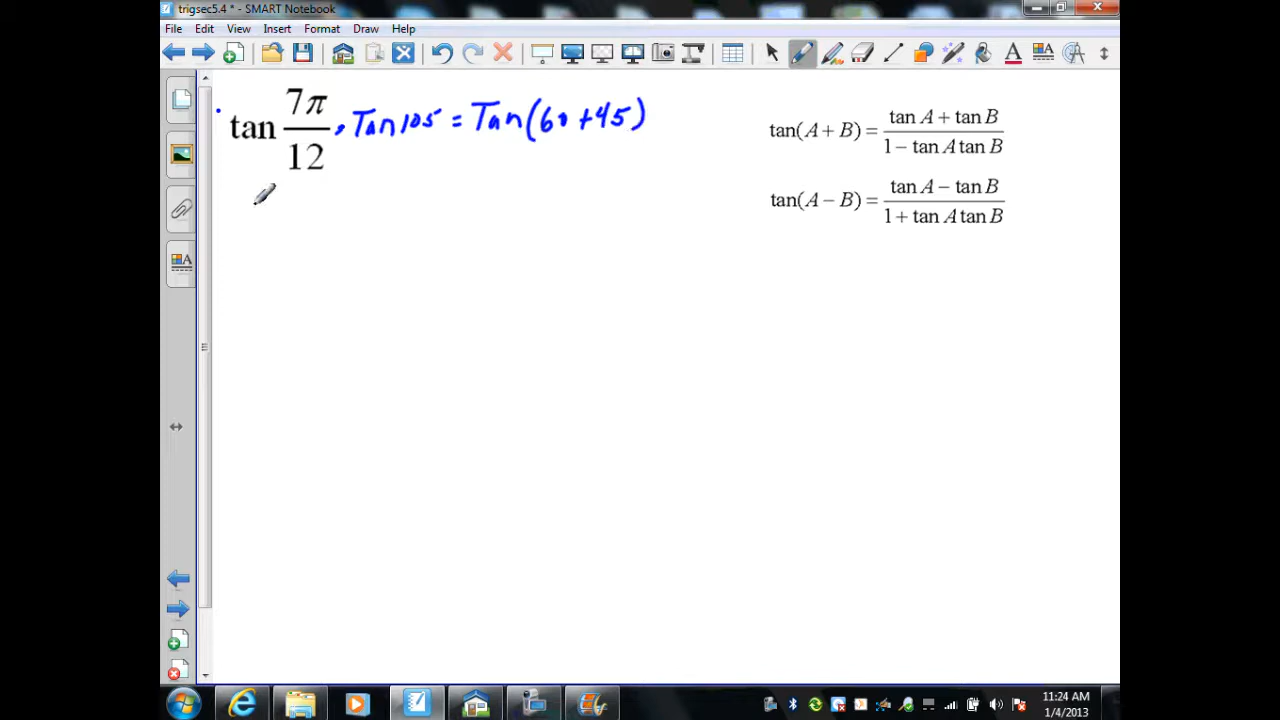 trigsec5.4 * - SMART Notebook
File Edit View Insert Format Draw Help
tan 7π/12 , Tan 105 = Tan(60 + 45)
tan(A + B) = tan A + tan B / 1 − tan A tan B
tan(A − B) = tan A − tan B / 1 + tan A tan B
11:24 AM
1/4/2013